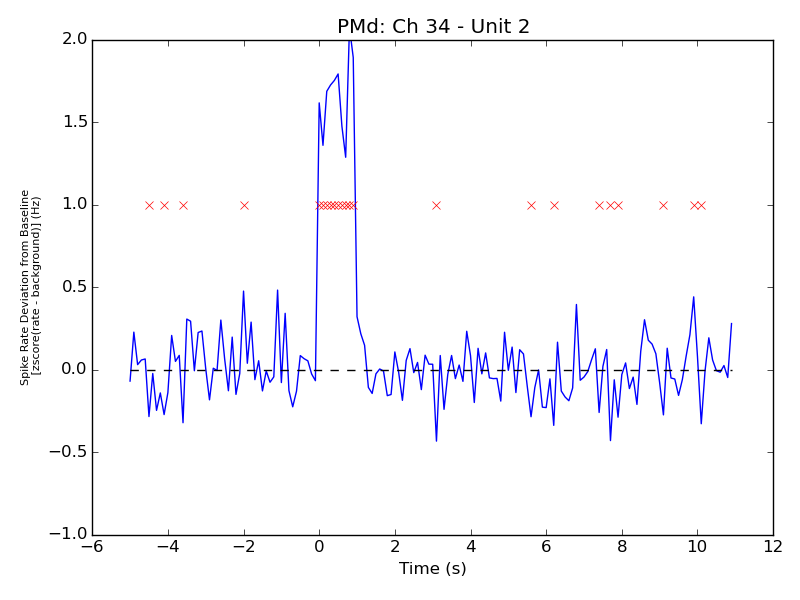 PMd: Ch 34 - Unit 2
Spike Rate Deviation from Baseline
[zscore(rate - background)] (Hz)
2.0
1.5
1.0
0.5
0.0
−0.5
−1.0
−6 −4 −2 0 2 4 6 8 10 12
Time (s)